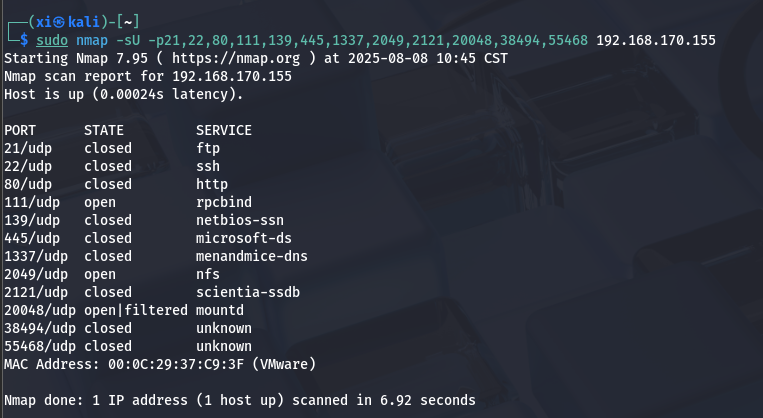 ┌──(xi㉿kali)-[~]
└─$ sudo nmap -sU -p21,22,80,111,139,445,1337,2049,2121,20048,38494,55468 192.168.170.155
Starting Nmap 7.95 ( https://nmap.org ) at 2025-08-08 10:45 CST
Nmap scan report for 192.168.170.155
Host is up (0.00024s latency).

PORT      STATE         SERVICE
21/udp    closed        ftp
22/udp    closed        ssh
80/udp    closed        http
111/udp   open          rpcbind
139/udp   closed        netbios-ssn
445/udp   closed        microsoft-ds
1337/udp  closed        menandmice-dns
2049/udp  open          nfs
2121/udp  closed        scientia-ssdb
20048/udp open|filtered mountd
38494/udp closed        unknown
55468/udp closed        unknown
MAC Address: 00:0C:29:37:C9:3F (VMware)

Nmap done: 1 IP address (1 host up) scanned in 6.92 seconds